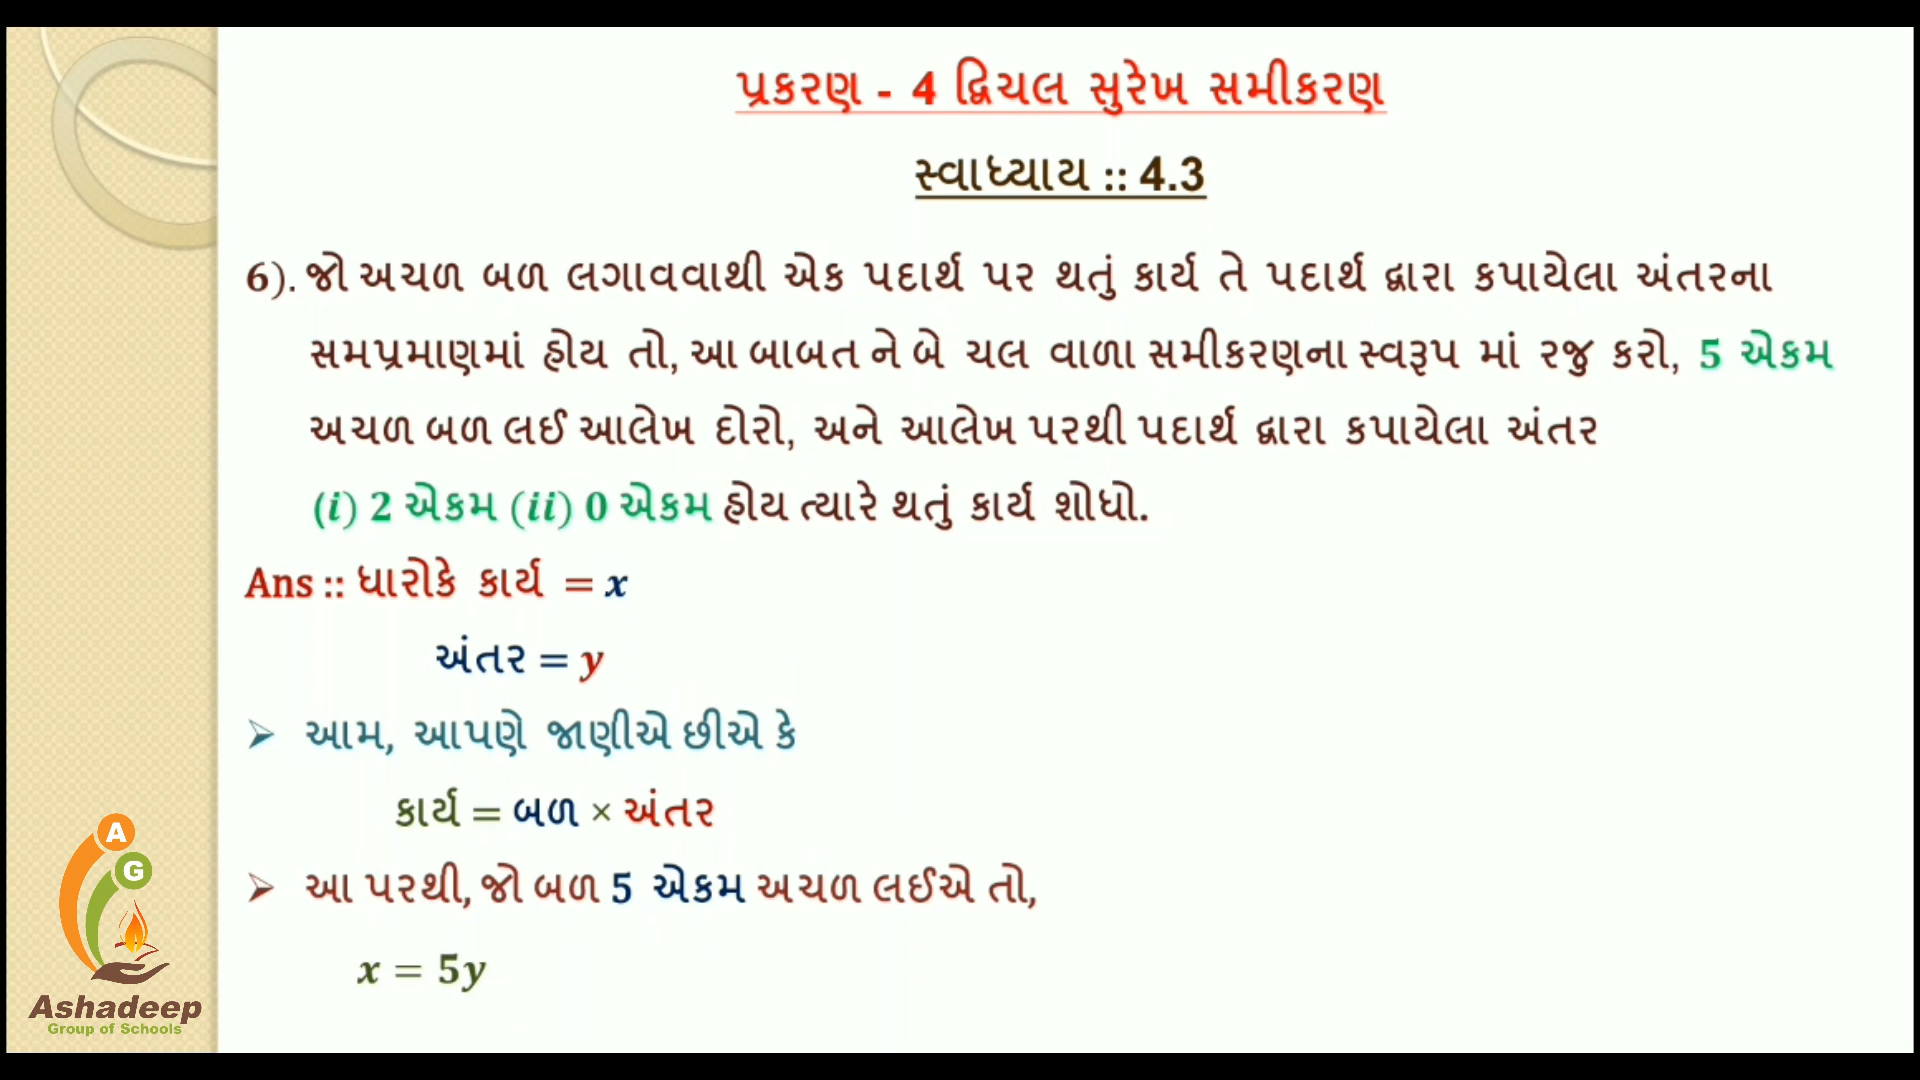 પ્રકરણ - 4 દ્વિચલ સુરેખ સમીકરણ
સ્વાધ્યાય :: 4.3
6). જો અચળ બળ લગાવવાથી એક પદાર્થ પર થતું કાર્ય તે પદાર્થ દ્વારા કપાયેલા અંતરના
સમપ્રમાણમાં હોય તો, આ બાબત ને બે ચલ વાળા સમીકરણના સ્વરૂપ માં રજુ કરો, 5 એકમ
અચળ બળ લઈ આલેખ દોરો, અને આલેખ પરથી પદાર્થ દ્વારા કપાયેલા અંતર
(i) 2 એકમ (ii) 0 એકમ હોય ત્યારે થતું કાર્ય શોધો.
Ans :: ધારોકે કાર્ય = x
અંતર = y
➢ આમ, આપણે જાણીએ છીએ કે
કાર્ય = બળ × અંતર
➢ આ પરથી, જો બળ 5 એકમ અચળ લઈએ તો,
x = 5y
A
G
Ashadeep
Group of Schools